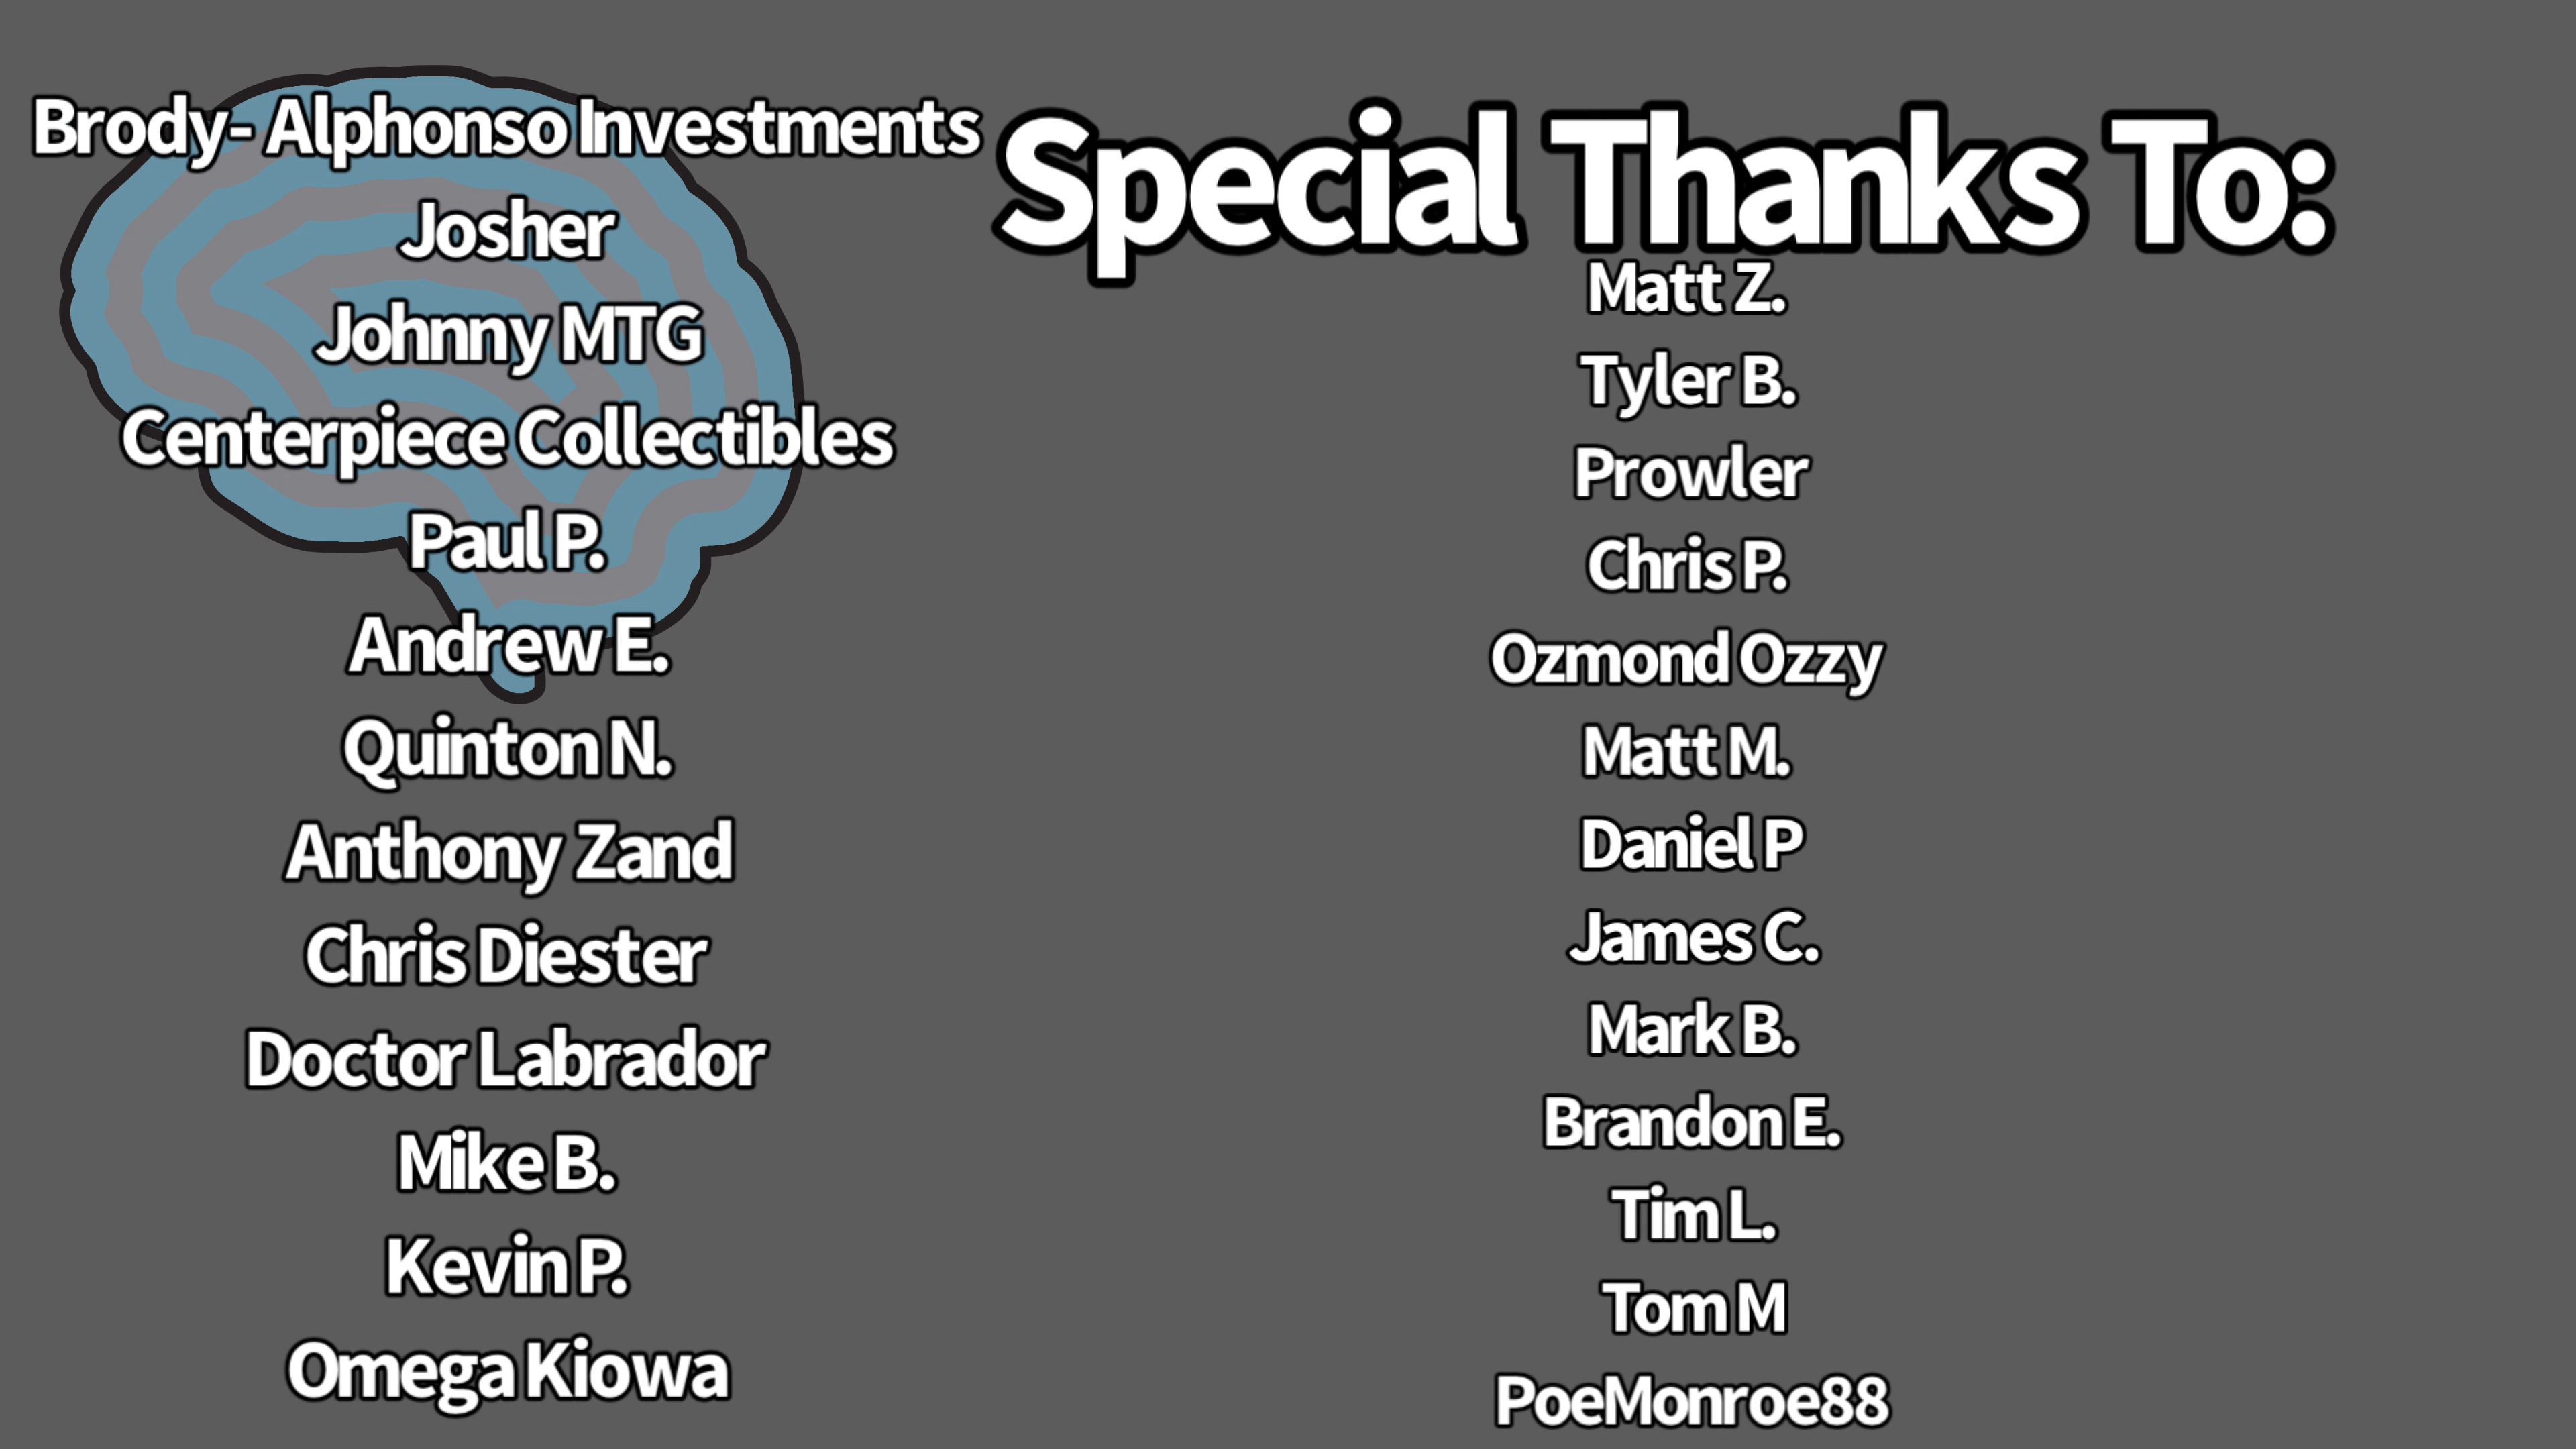 Special Thanks To:
Brody- Alphonso Investments
Josher
Johnny MTG
Centerpiece Collectibles
Paul P.
Andrew E.
Quinton N.
Anthony Zand
Chris Diester
Doctor Labrador
Mike B.
Kevin P.
Omega Kiowa
Matt Z.
Tyler B.
Prowler
Chris P.
Ozmond Ozzy
Matt M.
Daniel P
James C.
Mark B.
Brandon E.
Tim L.
Tom M
PoeMonroe88